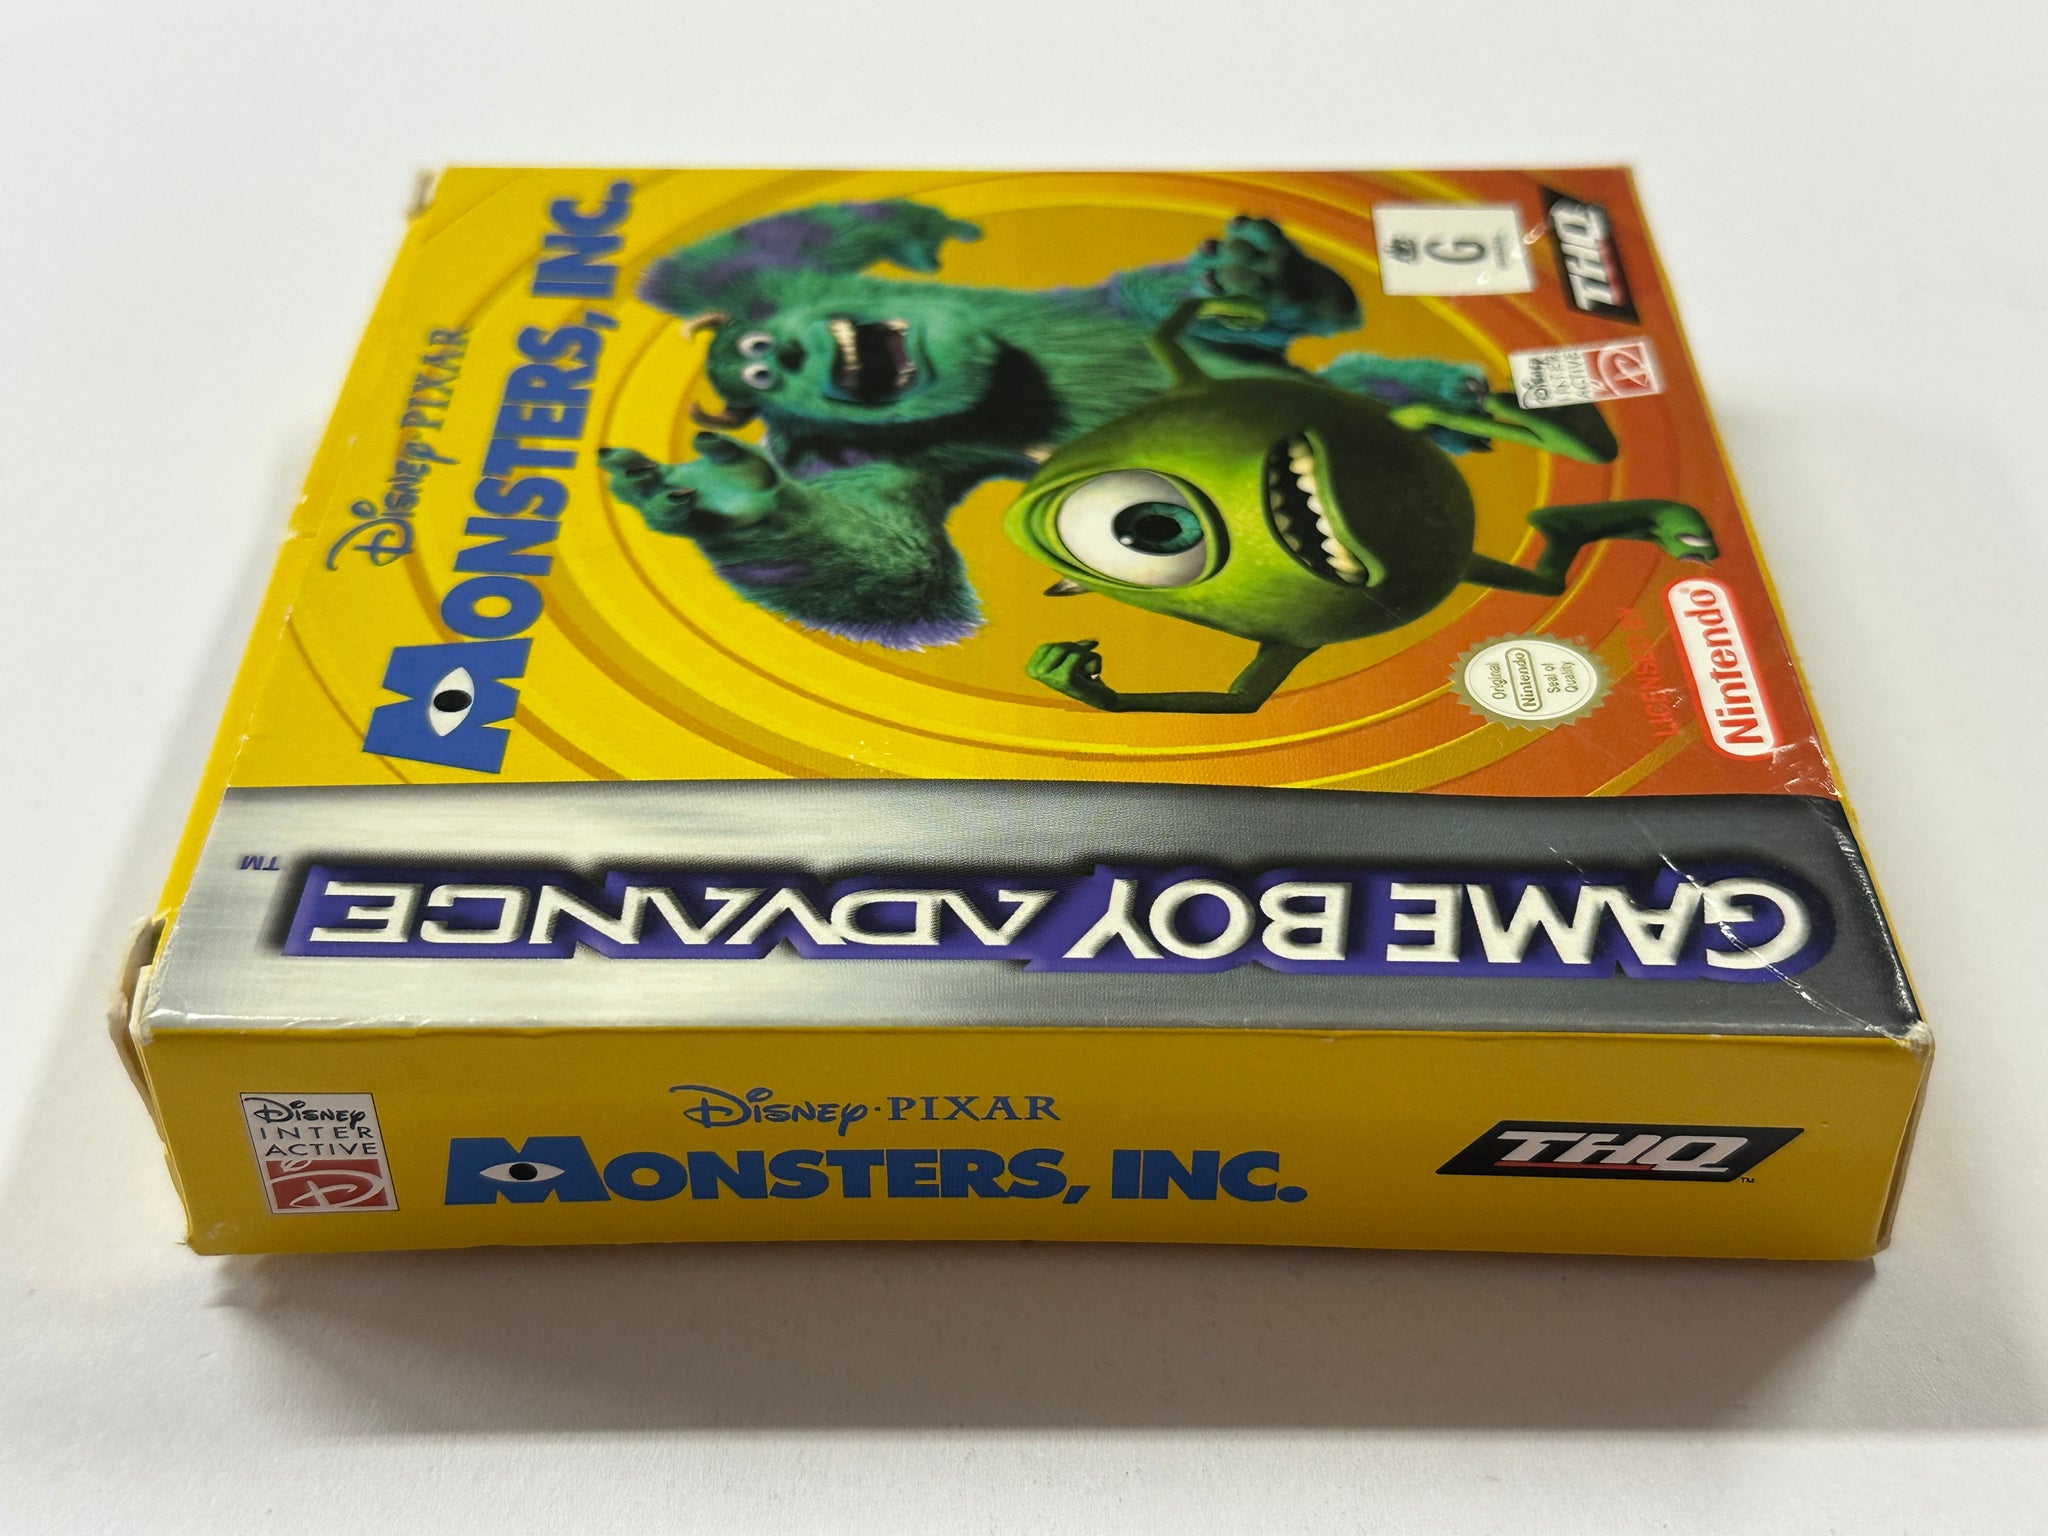 DISNEY·PIXAR
MONSTERS, INC.
G
THQ
Disney
INTER
ACTIVE
Original
Nintendo
Seal of
Quality
LICENSED BY
Nintendo®
GAME BOY ADVANCE
TM
DISNEY
INTER
ACTIVE
DISNEY·PIXAR
MONSTERS, INC.
THQ
TM